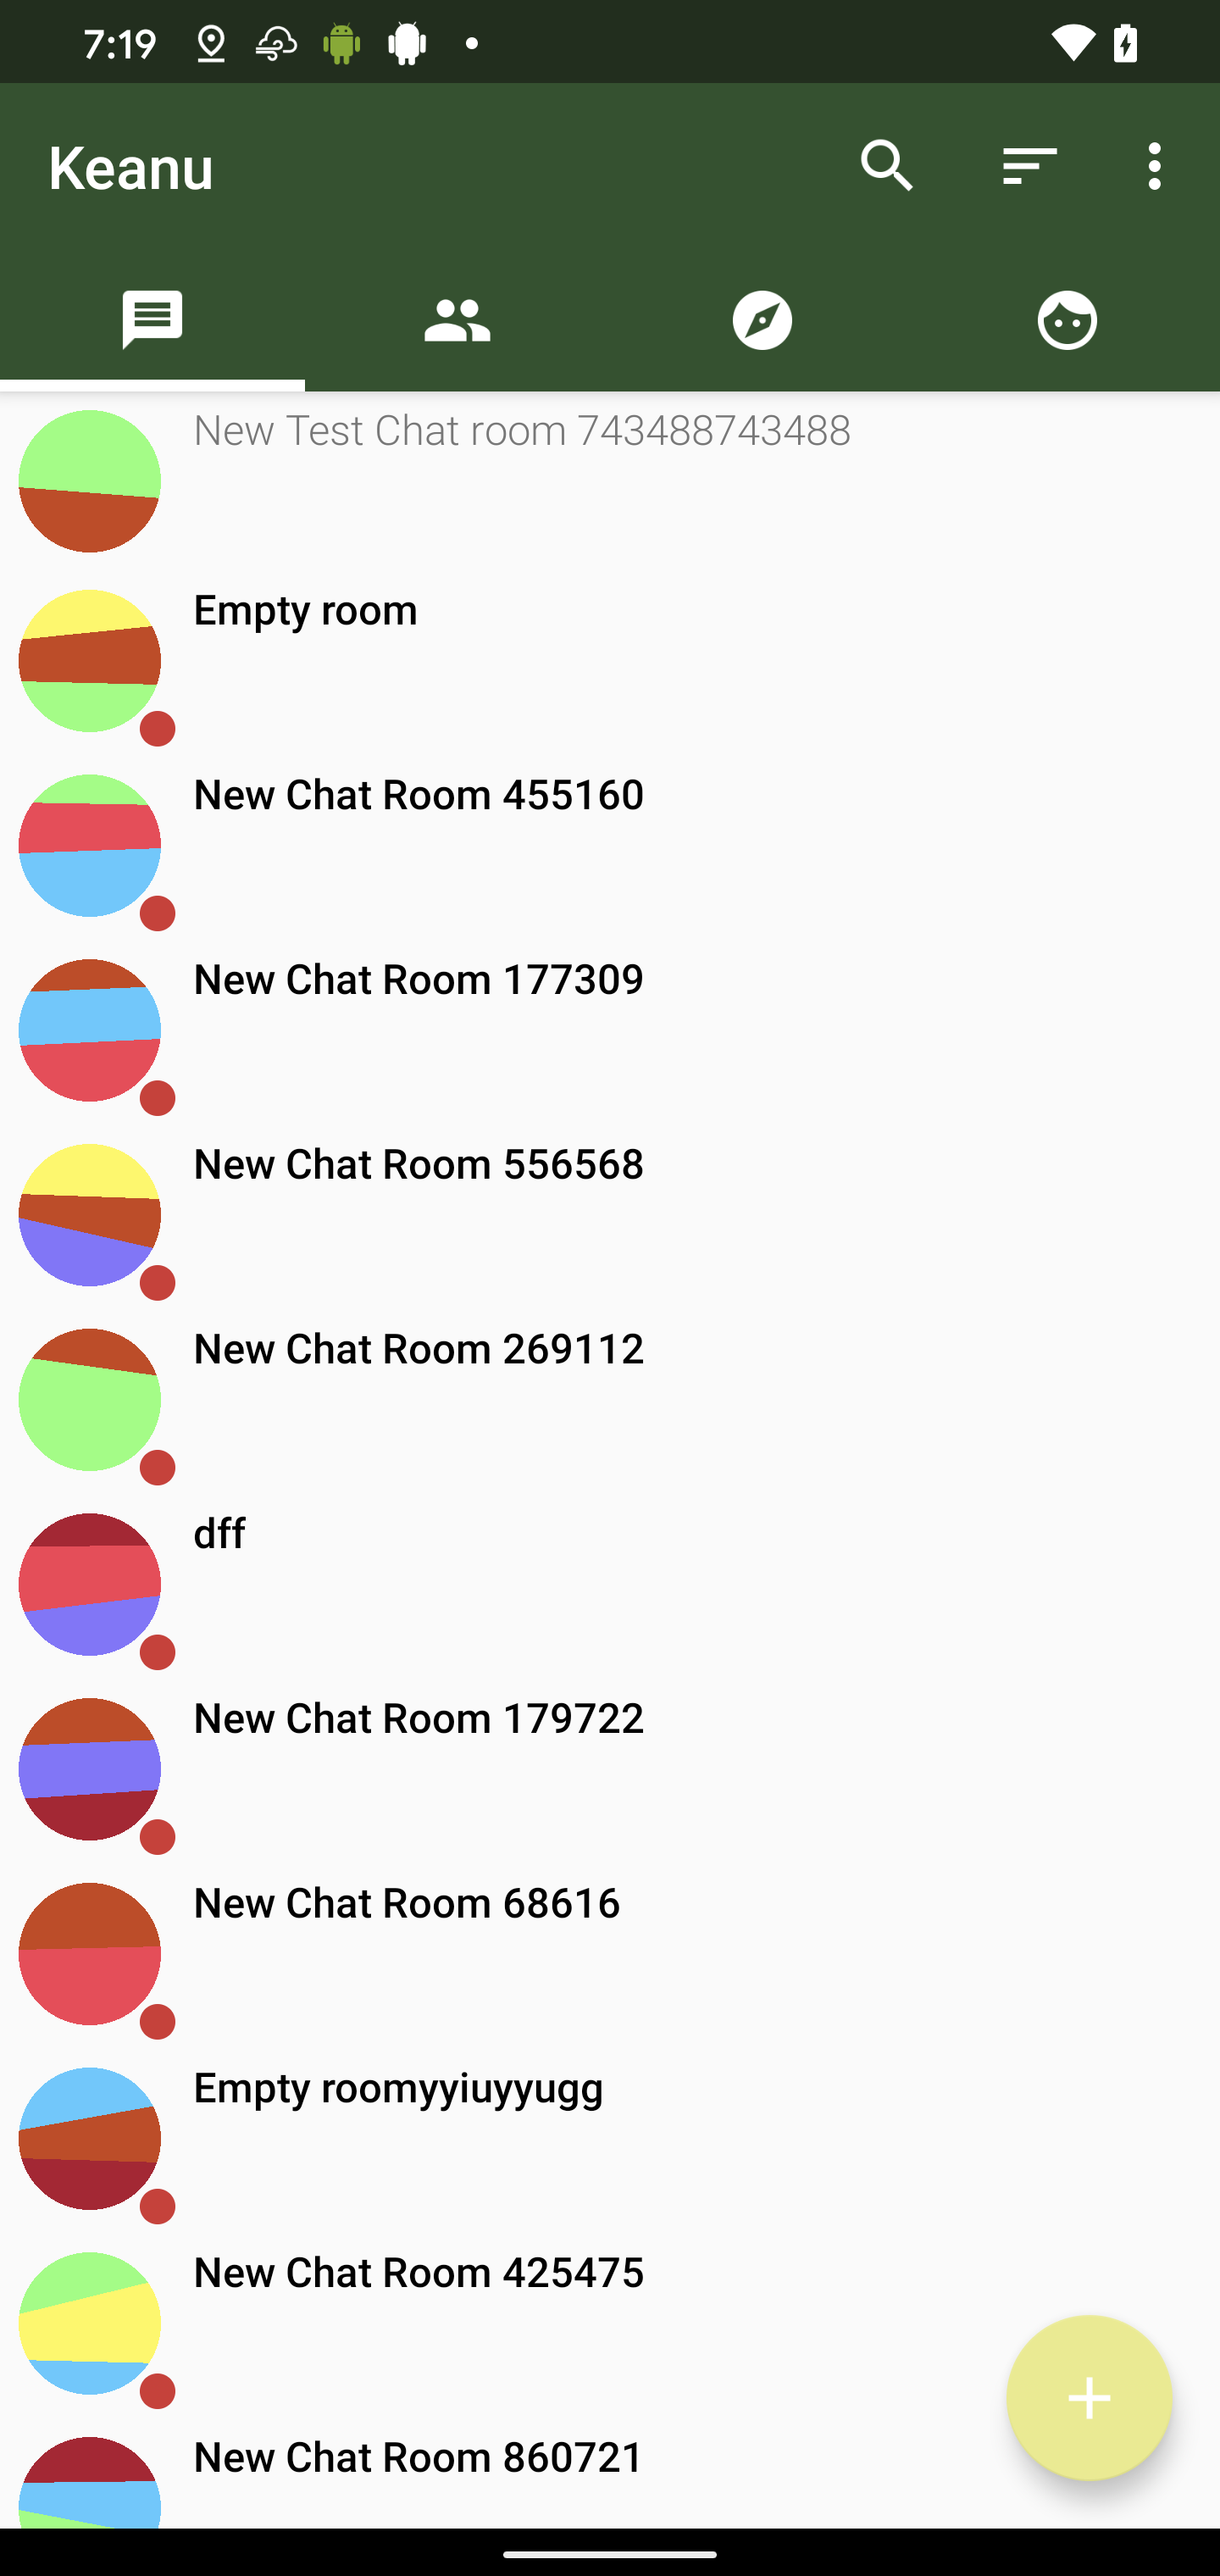 7:19
Keanu
New Test Chat room 743488743488
Empty room
New Chat Room 455160
New Chat Room 177309
New Chat Room 556568
New Chat Room 269112
dff
New Chat Room 179722
New Chat Room 68616
Empty roomyyiuyyugg
New Chat Room 425475
New Chat Room 860721